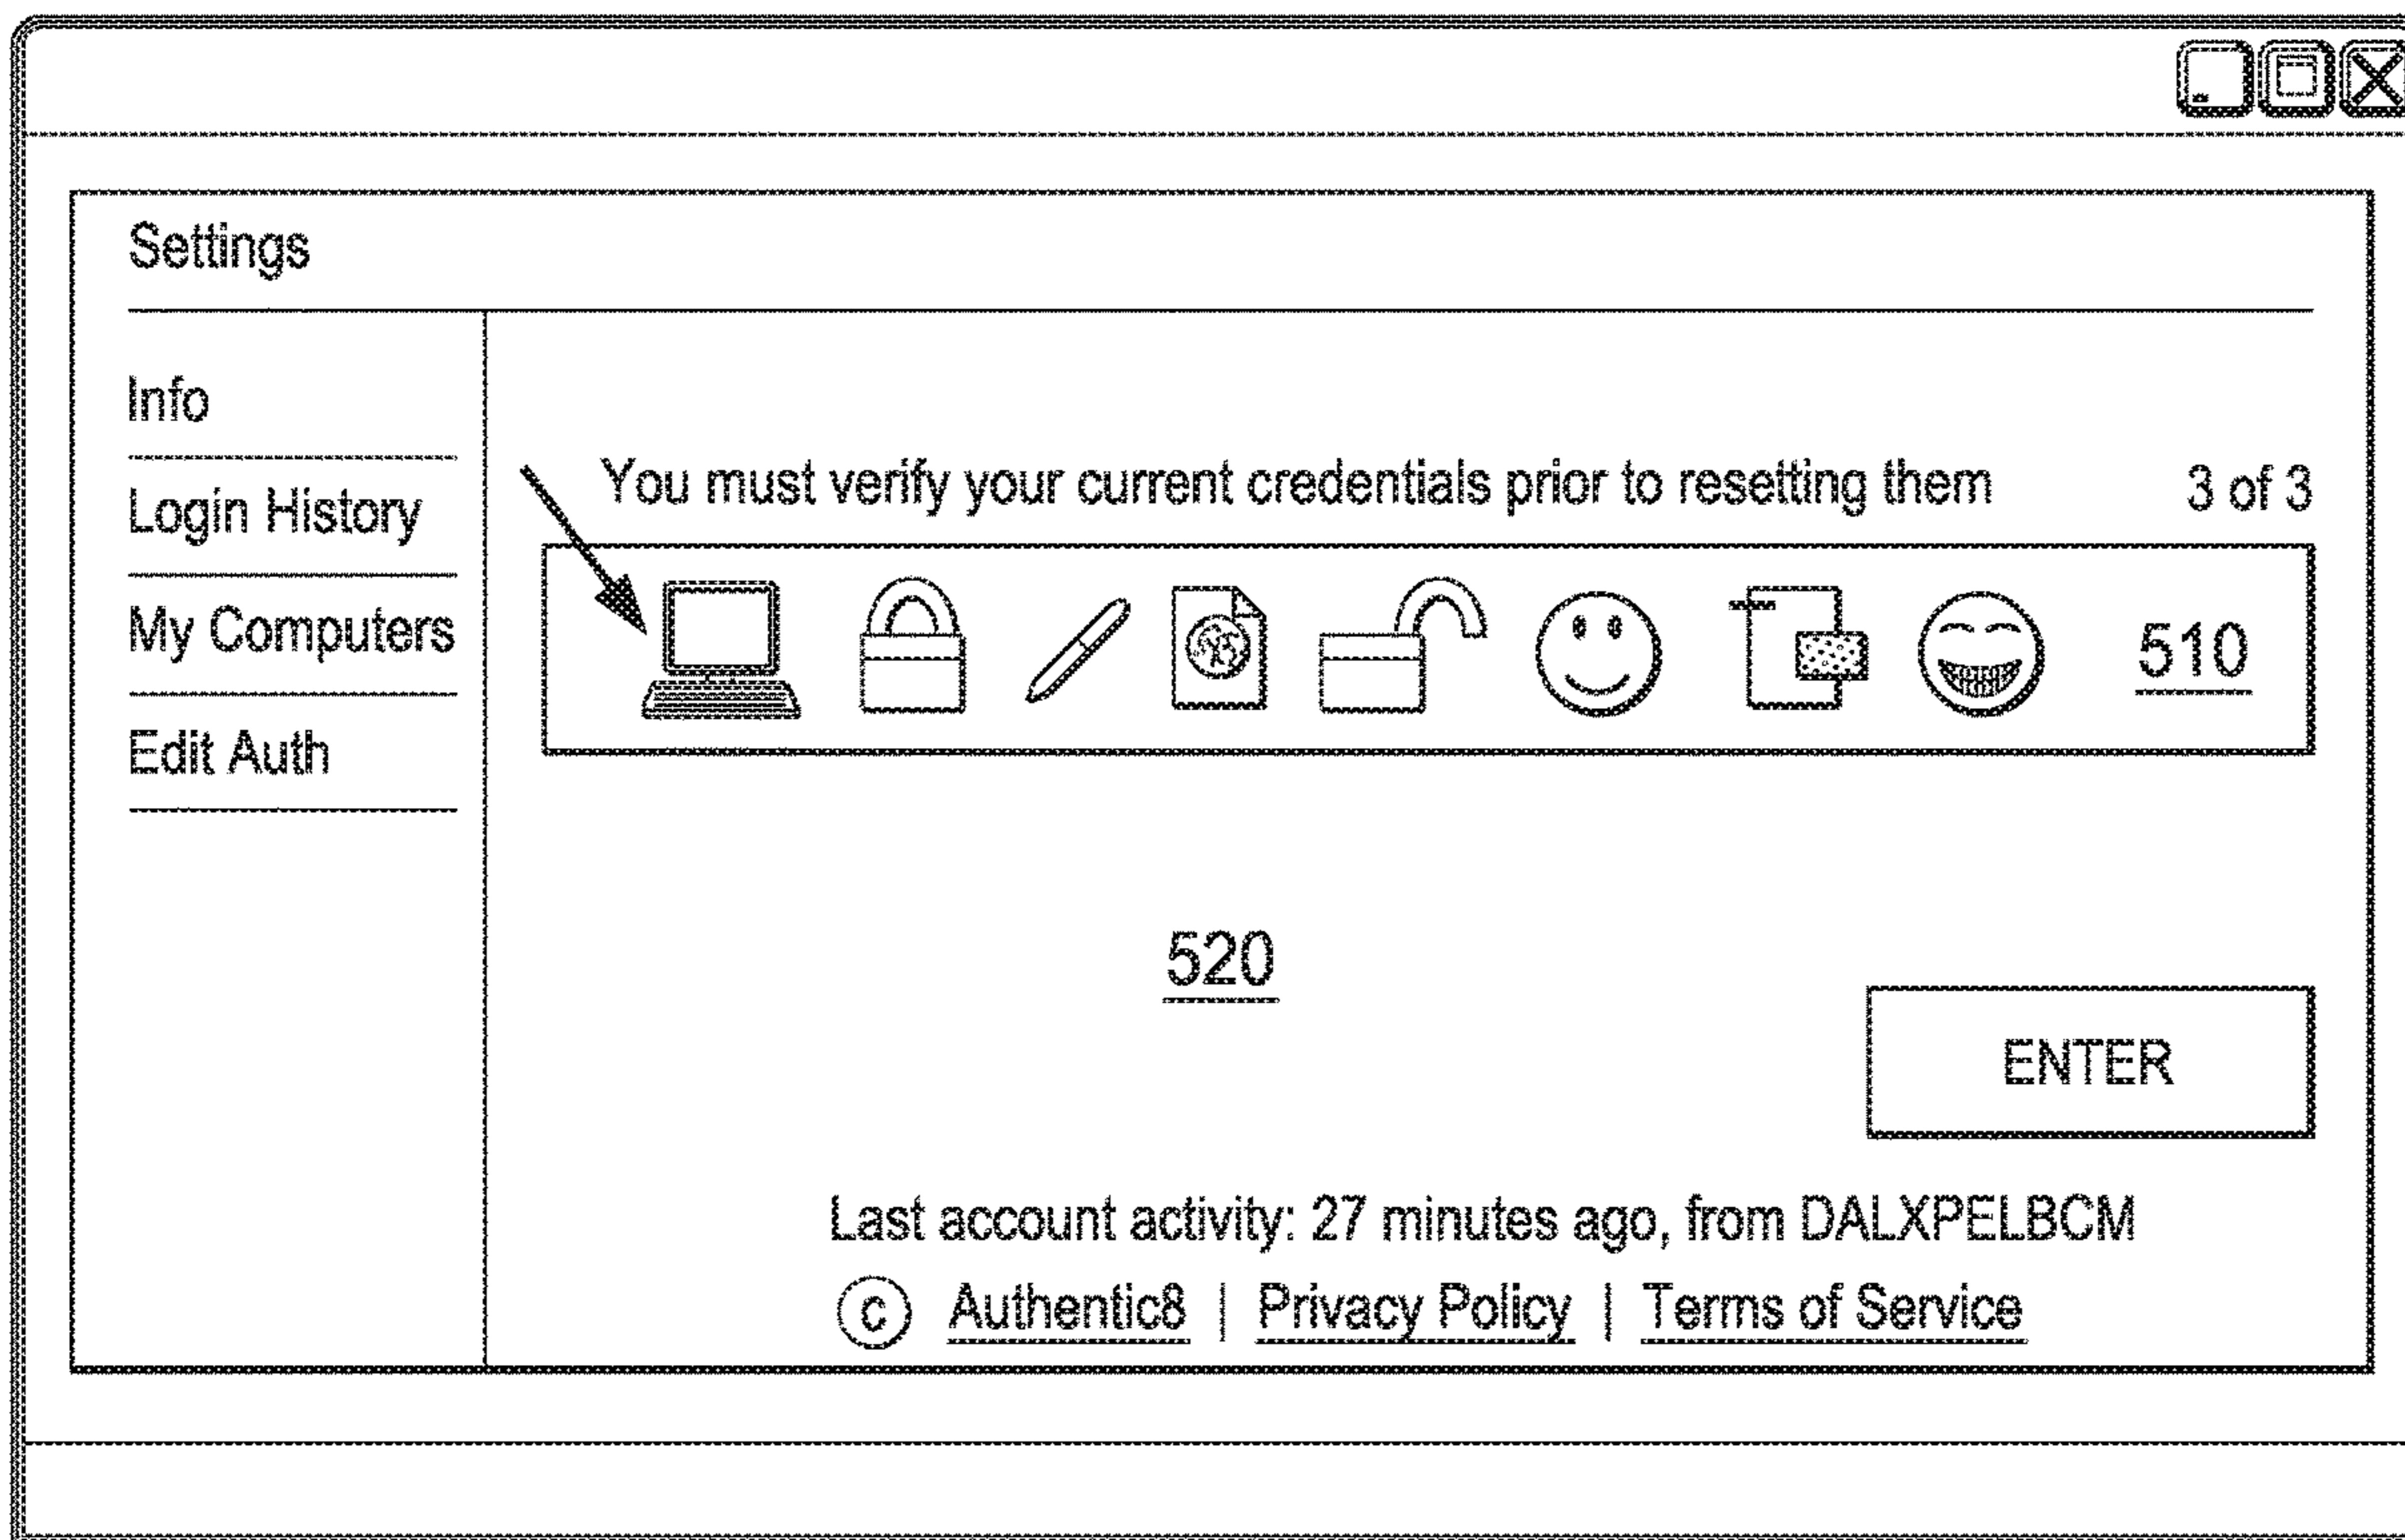 Settings
Info
Login History
My Computers
Edit Auth
You must verify your current credentials prior to resetting them 3 of 3
510
520
ENTER
Last account activity: 27 minutes ago, from DALXPELBCM
© Authentic8 | Privacy Policy | Terms of Service